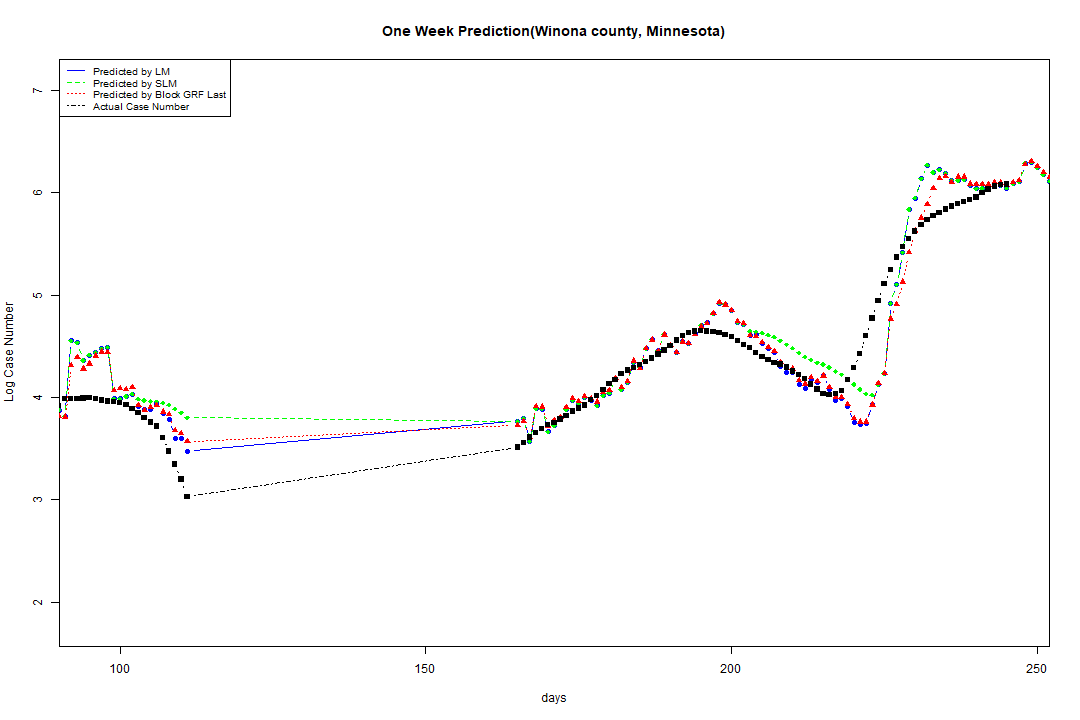 One Week Prediction(Winona county, Minnesota)
Predicted by LM
Predicted by SLM
Predicted by Block GRF Last
Actual Case Number
7
6
5
4
3
2
Log Case Number
100 150 200 250
days